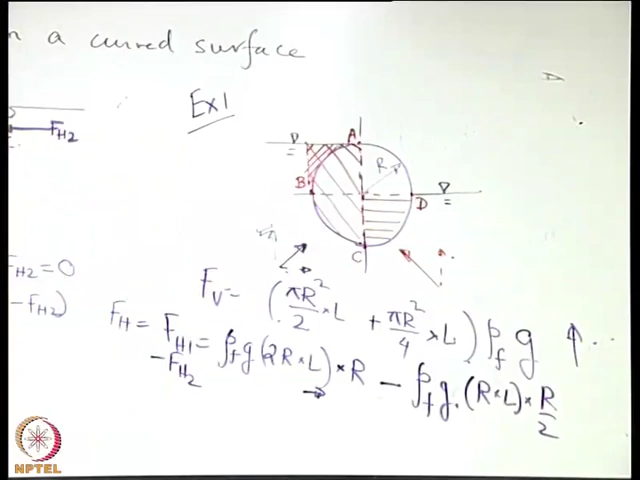 n a curved surface
Ex1
F_H2
A
R
B
D
C
F_H2 = 0
- F_H2)
F_V = (πR²/2 × L + πR²/4 × L) ρ_f g ↑ ..
F_H = F_H1 - F_H2 = ρ_f g (2R × L) × R - ρ_f g . (R × L) × R/2
NPTEL